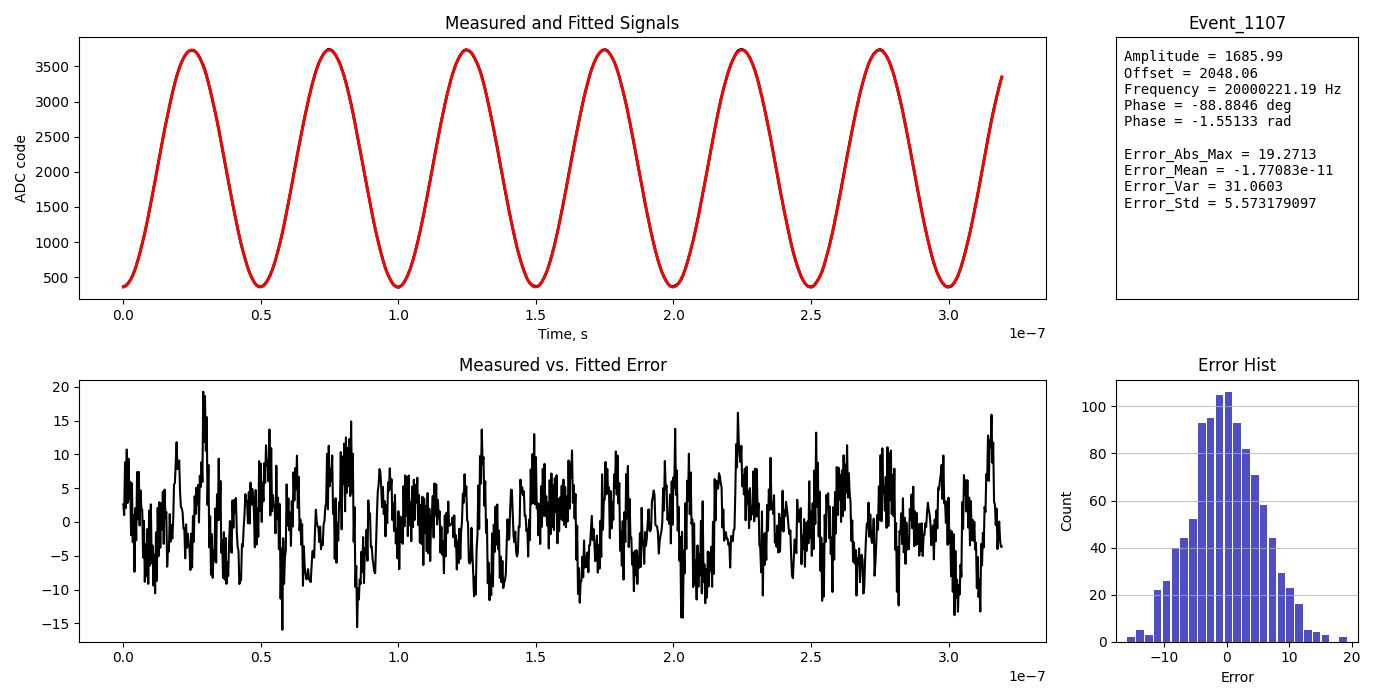 Measured and Fitted Signals
ADC code
3500
3000
2500
2000
1500
1000
500
0.0 0.5 1.0 1.5 2.0 2.5 3.0
Time, s
1e−7
Event_1107
Amplitude = 1685.99
Offset = 2048.06
Frequency = 20000221.19 Hz
Phase = -88.8846 deg
Phase = -1.55133 rad
Error_Abs_Max = 19.2713
Error_Mean = -1.77083e-11
Error_Var = 31.0603
Error_Std = 5.573179097
Measured vs. Fitted Error
20
15
10
5
0
−5
−10
−15
0.0 0.5 1.0 1.5 2.0 2.5 3.0
1e−7
Error Hist
Count
100
80
60
40
20
0
−10 0 10 20
Error